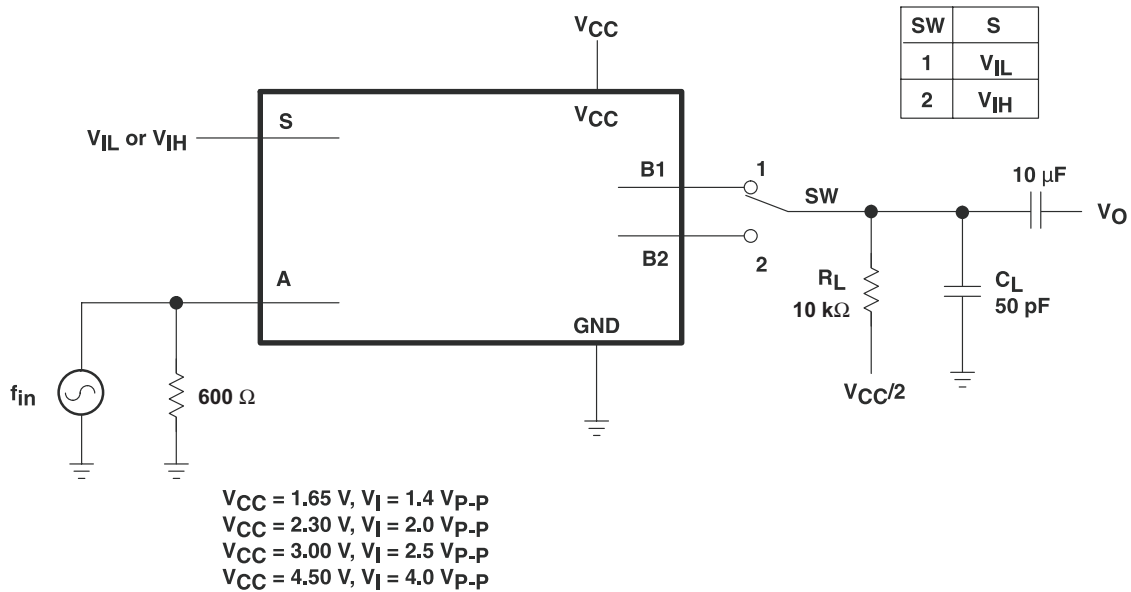 VCC
SW S
1 VIL
2 VIH
S
VCC
VIL or VIH
B1
1
SW
10 μF
VO
B2
2
A
RL
10 kΩ
CL
50 pF
GND
fin
600 Ω
VCC/2
VCC = 1.65 V, VI = 1.4 VP-P
VCC = 2.30 V, VI = 2.0 VP-P
VCC = 3.00 V, VI = 2.5 VP-P
VCC = 4.50 V, VI = 4.0 VP-P